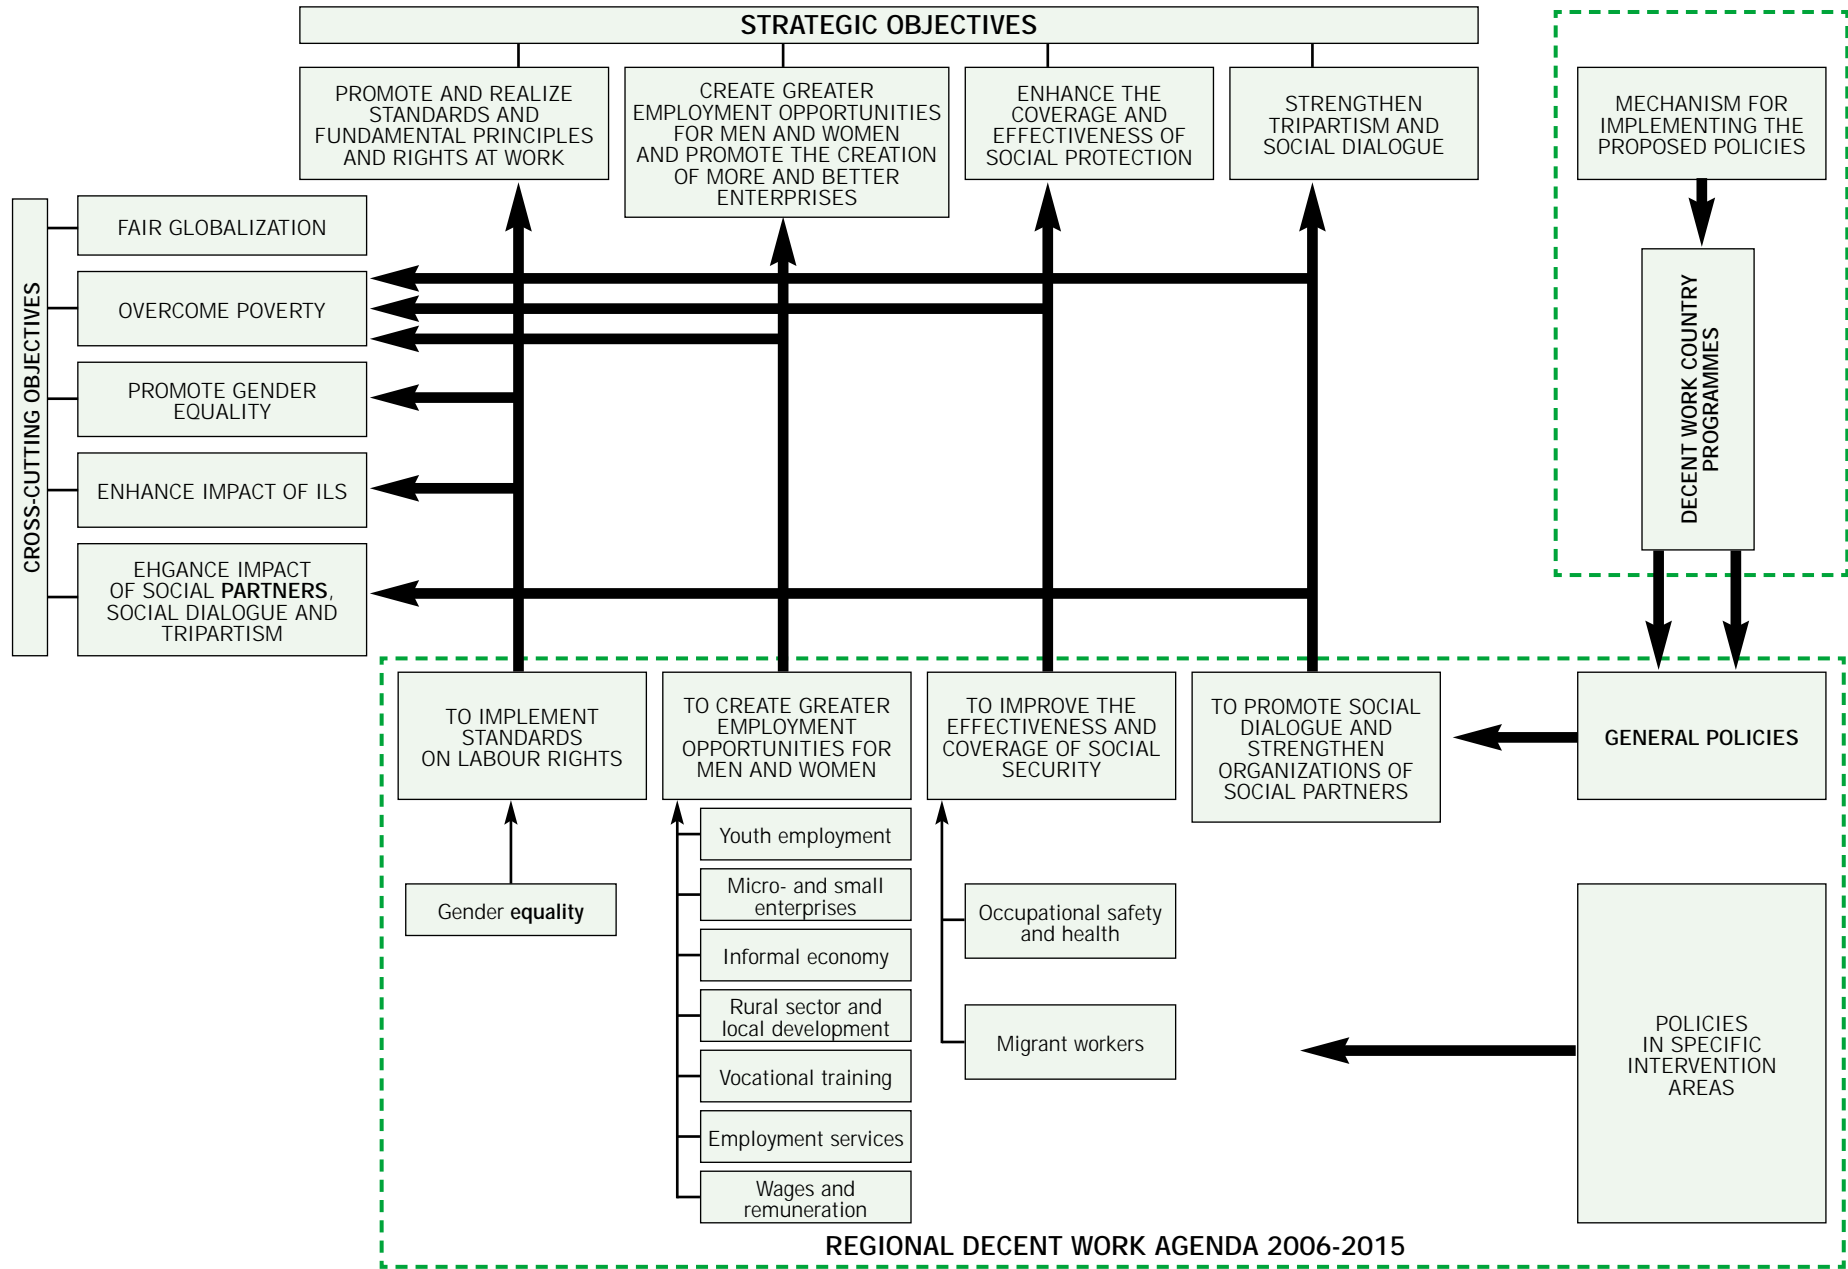 STRATEGIC OBJECTIVES
PROMOTE AND REALIZE
STANDARDS AND
FUNDAMENTAL PRINCIPLES
AND RIGHTS AT WORK
CREATE GREATER
EMPLOYMENT OPPORTUNITIES
FOR MEN AND WOMEN
AND PROMOTE THE CREATION
OF MORE AND BETTER
ENTERPRISES
ENHANCE THE
COVERAGE AND
EFFECTIVENESS OF
SOCIAL PROTECTION
STRENGTHEN
TRIPARTISM AND
SOCIAL DIALOGUE
MECHANISM FOR
IMPLEMENTING THE
PROPOSED POLICIES
CROSS-CUTTING OBJECTIVES
FAIR GLOBALIZATION
OVERCOME POVERTY
PROMOTE GENDER
EQUALITY
ENHANCE IMPACT OF ILS
EHGANCE IMPACT
OF SOCIAL PARTNERS,
SOCIAL DIALOGUE AND
TRIPARTISM
DECENT WORK COUNTRY
PROGRAMMES
TO IMPLEMENT
STANDARDS
ON LABOUR RIGHTS
TO CREATE GREATER
EMPLOYMENT
OPPORTUNITIES FOR
MEN AND WOMEN
TO IMPROVE THE
EFFECTIVENESS AND
COVERAGE OF SOCIAL
SECURITY
TO PROMOTE SOCIAL
DIALOGUE AND
STRENGTHEN
ORGANIZATIONS OF
SOCIAL PARTNERS
GENERAL POLICIES
Gender equality
Youth employment
Micro- and small
enterprises
Informal economy
Rural sector and
local development
Vocational training
Employment services
Wages and
remuneration
Occupational safety
and health
Migrant workers
POLICIES
IN SPECIFIC
INTERVENTION
AREAS
REGIONAL DECENT WORK AGENDA 2006-2015